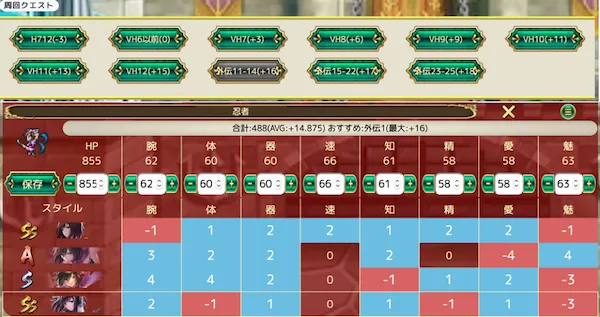 周回クエスト
H712(-3) VH6以前(0) VH7(+3) VH8(+6) VH9(+9) VH10(+11)
VH11(+13) VH12(+15) 外伝11-14(+16) 外伝15-22(+17) 外伝23-25(+18)
忍者
合計:488(AVG:+14.875) おすすめ:外伝1(最大:+16)
HP 腕 体 器 速 知 精 愛 魅
855 62 60 60 66 61 58 58 63
保存 855 62 60 60 66 61 58 58 63
スタイル 腕 体 器 速 知 精 愛 魅
SS -1 1 2 2 1 2 2 -1
A 3 2 2 0 2 0 -4 4
S 4 4 2 0 -1 1 2 -3
SS 2 -1 1 0 1 -1 1 -3